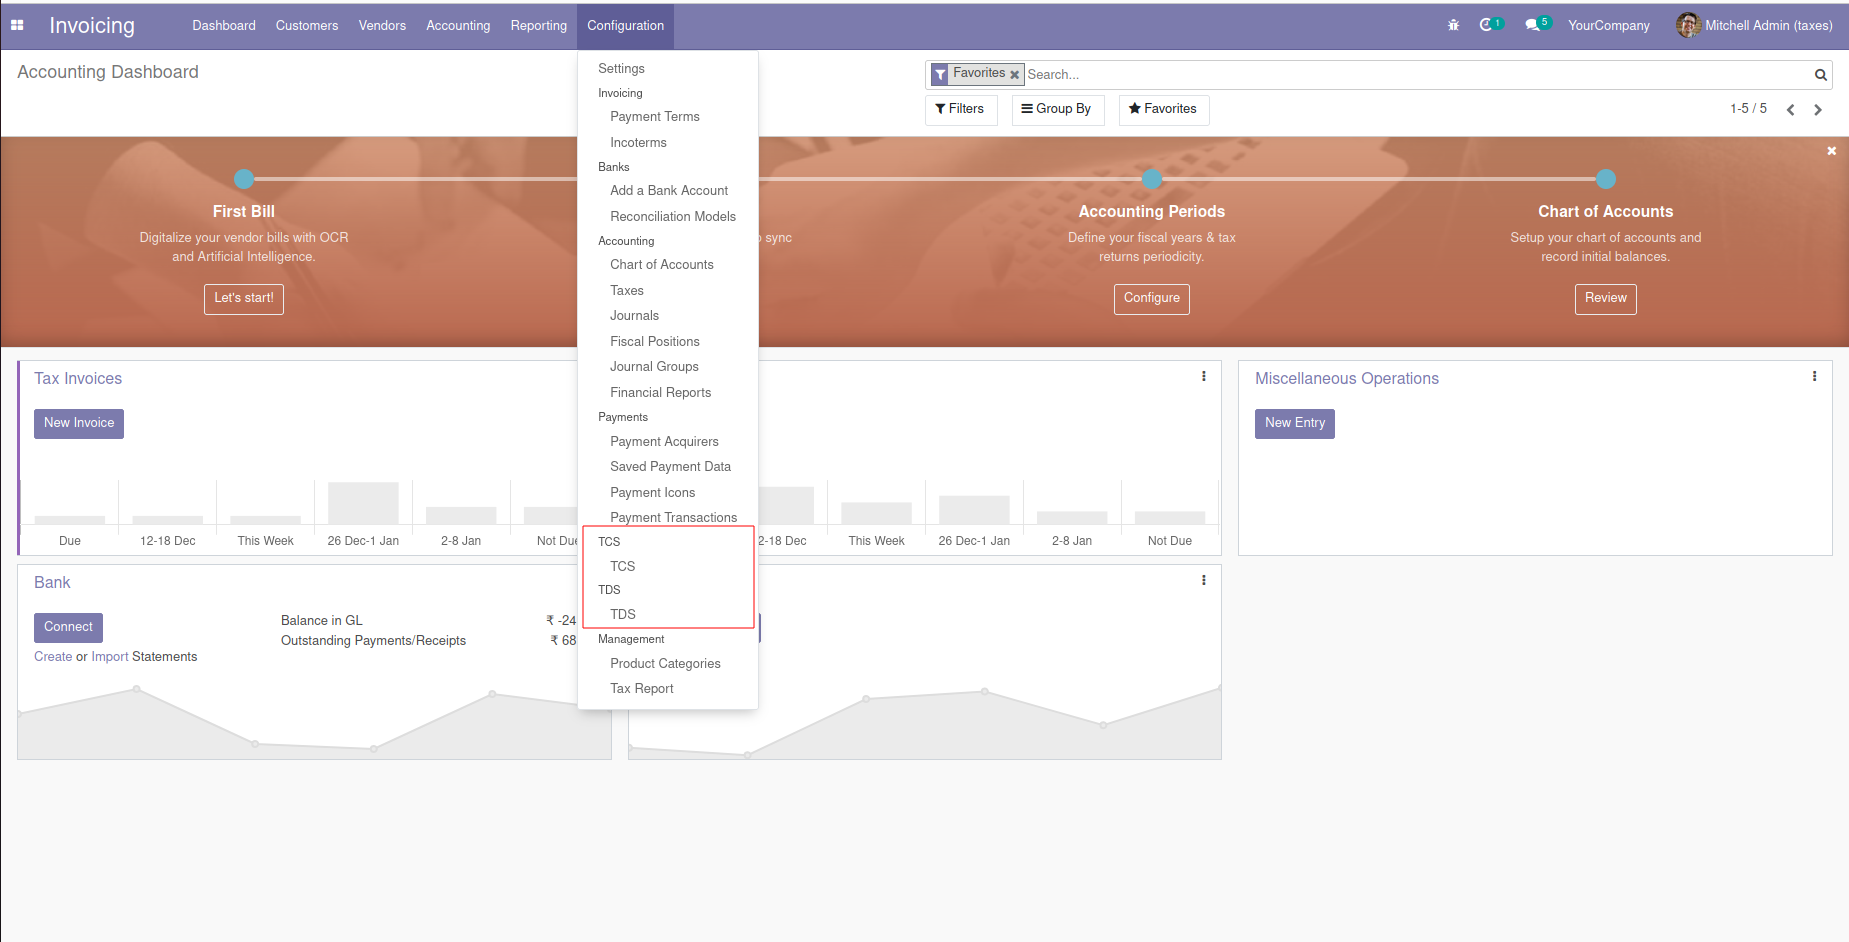 Invoicing
Dashboard Customers Vendors Accounting Reporting Configuration
1 5 YourCompany Mitchell Admin (taxes)
Accounting Dashboard
Favorites Search...
Filters Group By Favorites
1-5 / 5
Settings
Invoicing
Payment Terms
Incoterms
Banks
Add a Bank Account
Reconciliation Models
Accounting
Chart of Accounts
Taxes
Journals
Fiscal Positions
Journal Groups
Financial Reports
Payments
Payment Acquirers
Saved Payment Data
Payment Icons
Payment Transactions
TCS
TCS
TDS
TDS
Management
Product Categories
Tax Report
First Bill
Digitalize your vendor bills with OCR
and Artificial Intelligence.
Let's start!
sync
Accounting Periods
Define your fiscal years & tax
returns periodicity.
Configure
Chart of Accounts
Setup your chart of accounts and
record initial balances.
Review
Tax Invoices
New Invoice
Due 12-18 Dec This Week 26 Dec-1 Jan 2-8 Jan Not Due
2-18 Dec This Week 26 Dec-1 Jan 2-8 Jan Not Due
Miscellaneous Operations
New Entry
Bank
Connect
Create or Import Statements
Balance in GL ₹ -24
Outstanding Payments/Receipts ₹ 68